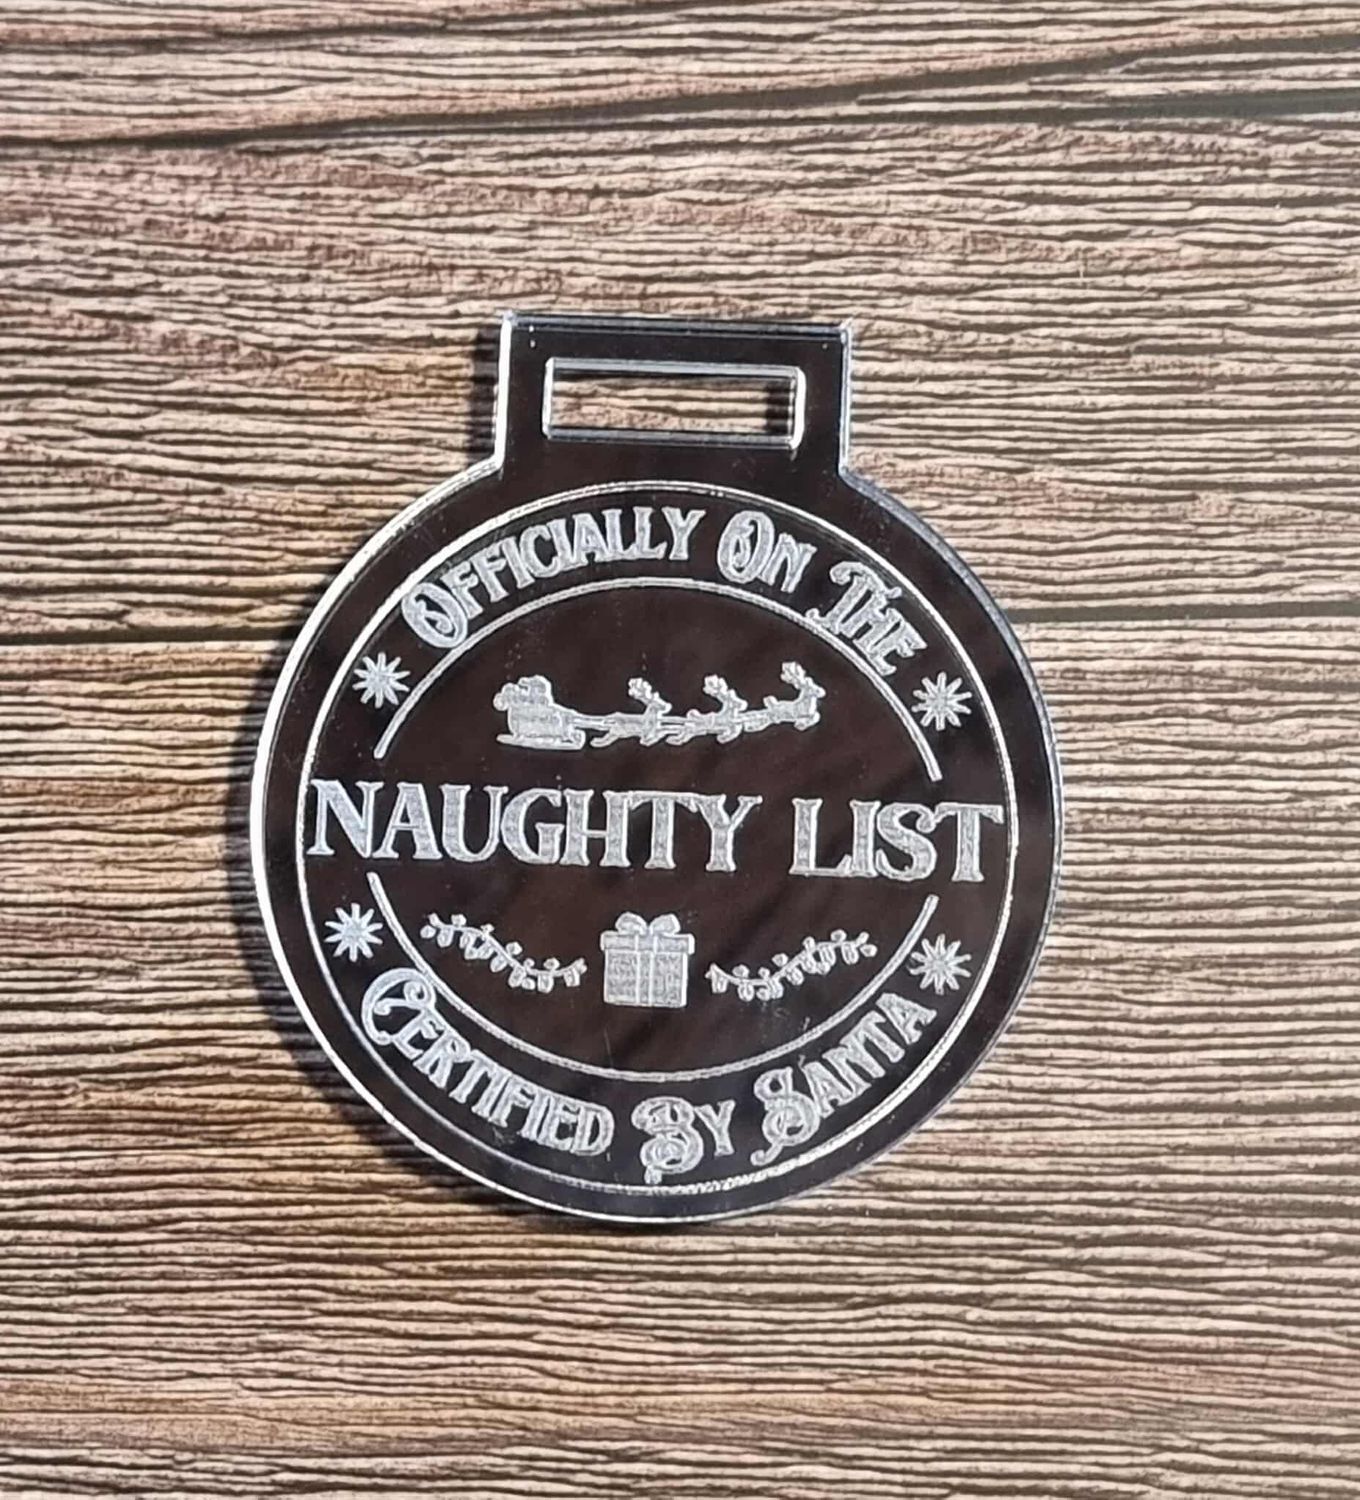 Officially On The
NAUGHTY LIST
Certified By Santa